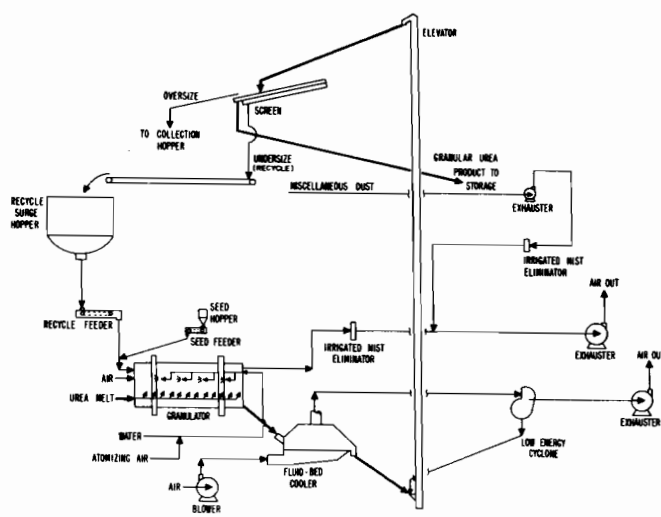 ELEVATOR
OVERSIZE
SCREEN
TO COLLECTION
HOPPER
UNDERSIZE
(RECYCLE)
GRANULAR UREA
PRODUCT TO
STORAGE
MISCELLANEOUS DUST
EXHAUSTER
RECYCLE
SURGE
HOPPER
IRRIGATED MIST
ELIMINATOR
AIR OUT
SEED
HOPPER
RECYCLE FEEDER
SEED FEEDER
IRRIGATED MIST
ELIMINATOR
EXHAUSTER
AIR OU
AIR
UREA MELT
GRANULATOR
WATER
ATOMIZING AIR
EXHAUSTER
LOW ENERGY
CYCLONE
FLUID-BED
COOLER
AIR
BLOWER